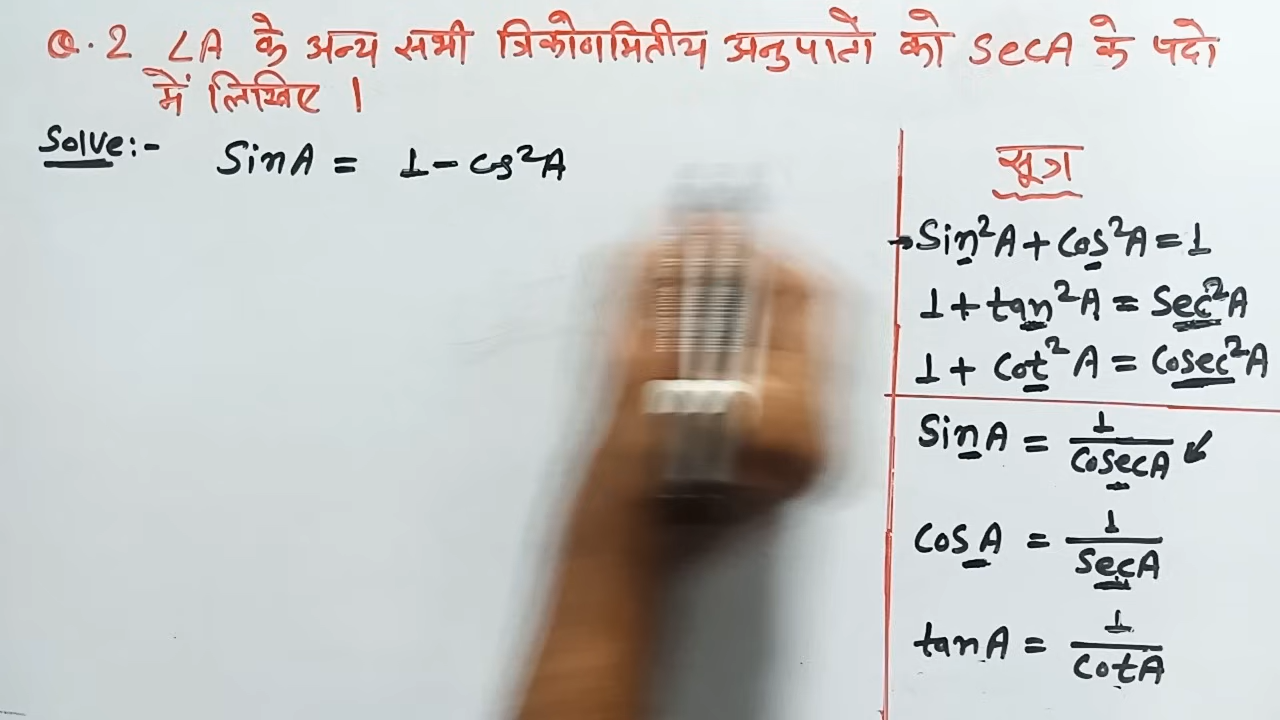 Q.2 ∠A के अन्य सभी त्रिकोणमितीय अनुपातों को SecA के पदो
में लिखिए ।
Solve:-
SinA = 1-cos²A
सूत्र
Sin²A+Cos²A=1
1+tan²A=Sec²A
1+Cot²A=Cosec²A
SinA = 1/CosecA
CosA = 1/SecA
tanA = 1/CotA